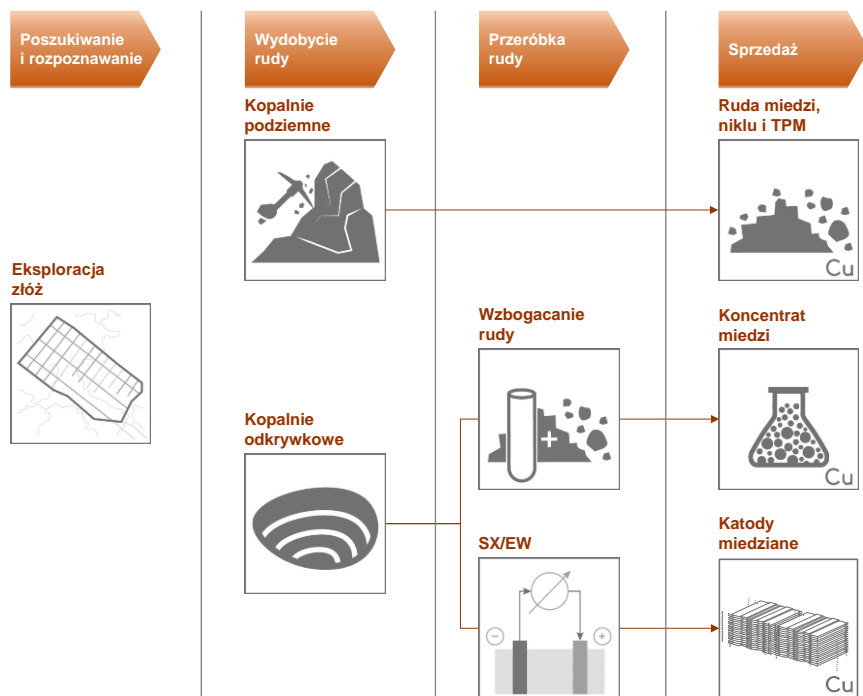 Poszukiwanie
i rozpoznawanie
Wydobycie
rudy
Przeróbka
rudy
Sprzedaż
Kopalnie
podziemne
Ruda miedzi,
niklu i TPM
Cu
Eksploracja
złóż
Wzbogacanie
rudy
Koncentrat
miedzi
+
Cu
Kopalnie
odkrywkowe
SX/EW
Katody
miedziane
−
+
Cu